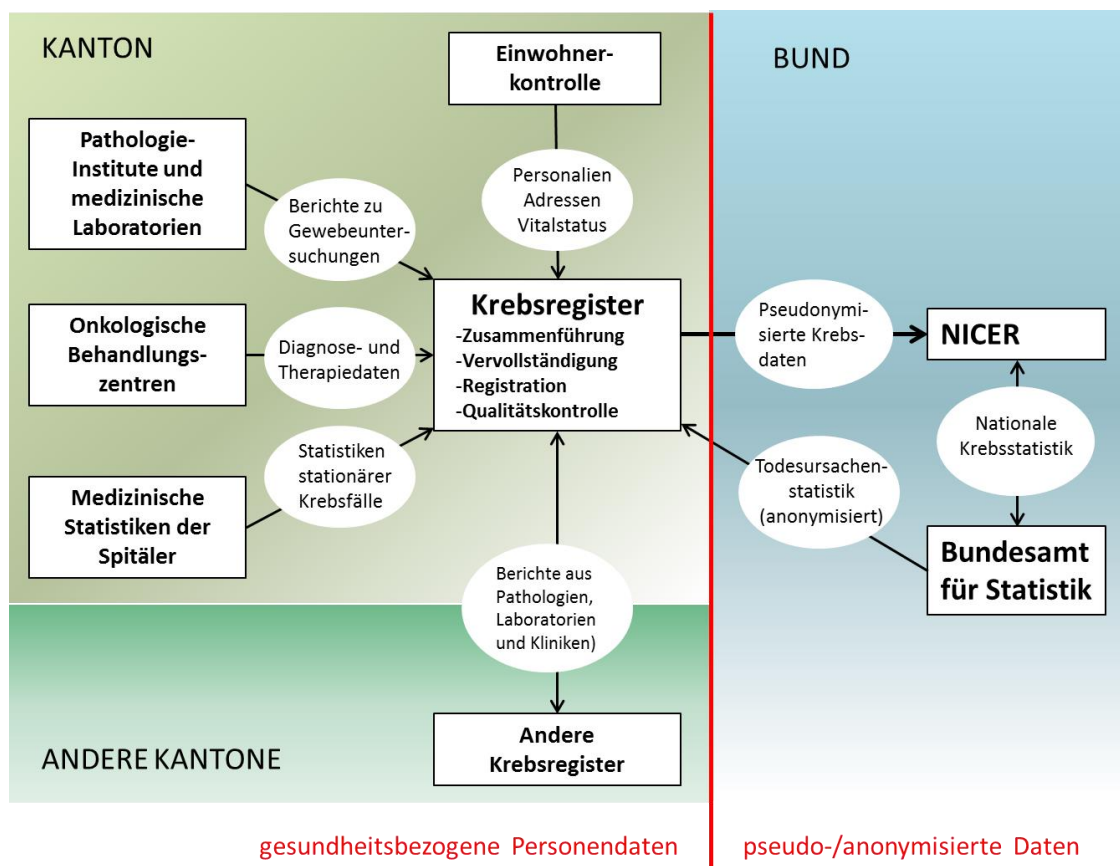 KANTON
Einwohner-
kontrolle
BUND
Pathologie-
Institute und
medizinische
Laboratorien
Berichte zu
Gewebeunter-
suchungen
Personalien
Adressen
Vitalstatus
Onkologische
Behandlungs-
zentren
Diagnose- und
Therapiedaten
Krebsregister
-Zusammenführung
-Vervollständigung
-Registration
-Qualitätskontrolle
Pseudonymi-
sierte Krebs-
daten
NICER
Medizinische
Statistiken der
Spitäler
Statistiken
stationärer
Krebsfälle
Todesursachen-
statistik
(anonymisiert)
Nationale
Krebsstatistik
Bundesamt
für Statistik
Berichte aus
Pathologien,
Laboratorien
und Kliniken)
ANDERE KANTONE
Andere
Krebsregister
gesundheitsbezogene Personendaten
pseudo-/anonymisierte Daten